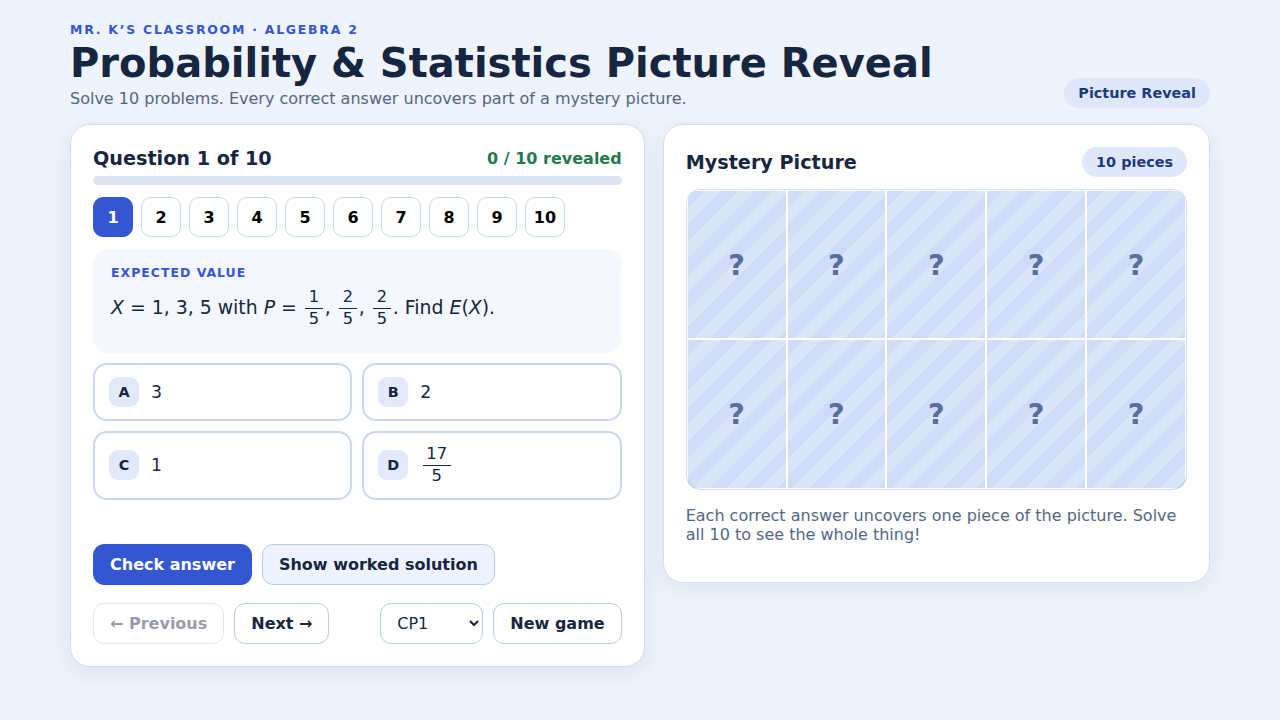 MR. K’S CLASSROOM · ALGEBRA 2
Probability & Statistics Picture Reveal
Solve 10 problems. Every correct answer uncovers part of a mystery picture.
Picture Reveal
Question 1 of 10
0 / 10 revealed
1 2 3 4 5 6 7 8 9 10
EXPECTED VALUE
X = 1, 3, 5 with P = 1/5, 2/5, 2/5. Find E(X).
A 3
B 2
C 1
D 17/5
Check answer
Show worked solution
← Previous
Next →
CP1
New game
Mystery Picture
10 pieces
? ? ? ? ?
? ? ? ? ?
Each correct answer uncovers one piece of the picture. Solve
all 10 to see the whole thing!